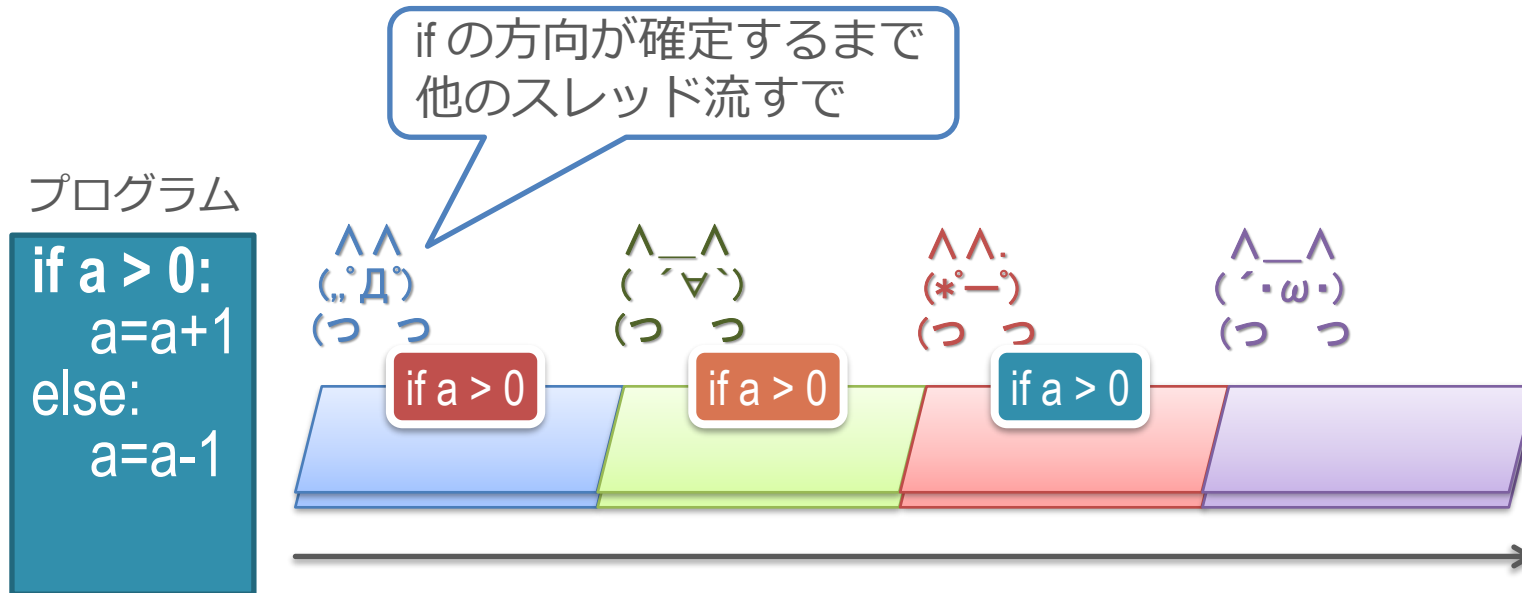 if の方向が確定するまで
他のスレッド流すで
プログラム
if a > 0:
a=a+1
else:
a=a-1
∧ ∧
(,,ﾟДﾟ)
(つ つ
∧＿∧
( ´∀`)
(つ つ
∧ ∧.
(*ﾟーﾟ)
(つ つ
∧＿∧
(´・ω・)
(つ つ
if a > 0
if a > 0
if a > 0